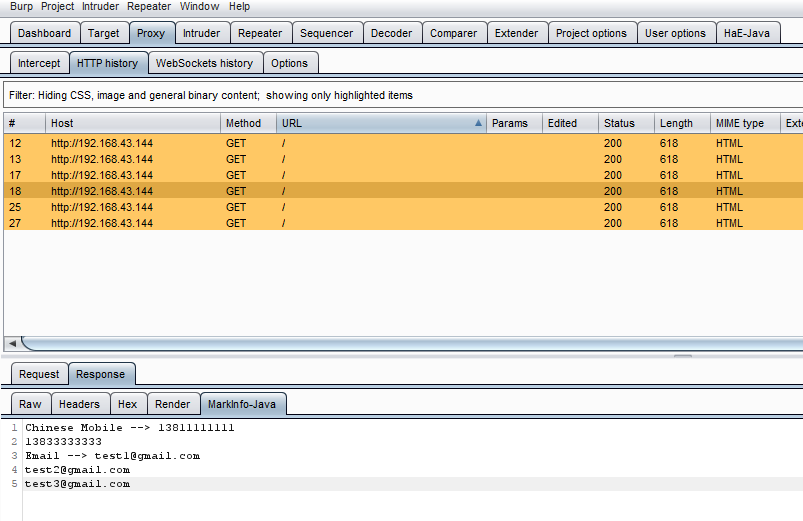 Burp Project Intruder Repeater Window Help
Dashboard Target Proxy Intruder Repeater Sequencer Decoder Comparer Extender Project options User options HaE-Java
Intercept HTTP history WebSockets history Options
Filter: Hiding CSS, image and general binary content; showing only highlighted items
# Host Method URL Params Edited Status Length MIME type Exte
12 http://192.168.43.144 GET / 200 618 HTML
13 http://192.168.43.144 GET / 200 618 HTML
17 http://192.168.43.144 GET / 200 618 HTML
18 http://192.168.43.144 GET / 200 618 HTML
25 http://192.168.43.144 GET / 200 618 HTML
27 http://192.168.43.144 GET / 200 618 HTML
Request Response
Raw Headers Hex Render MarkInfo-Java
1 Chinese Mobile --> 13811111111
2 13833333333
3 Email --> test1@gmail.com
4 test2@gmail.com
5 test3@gmail.com